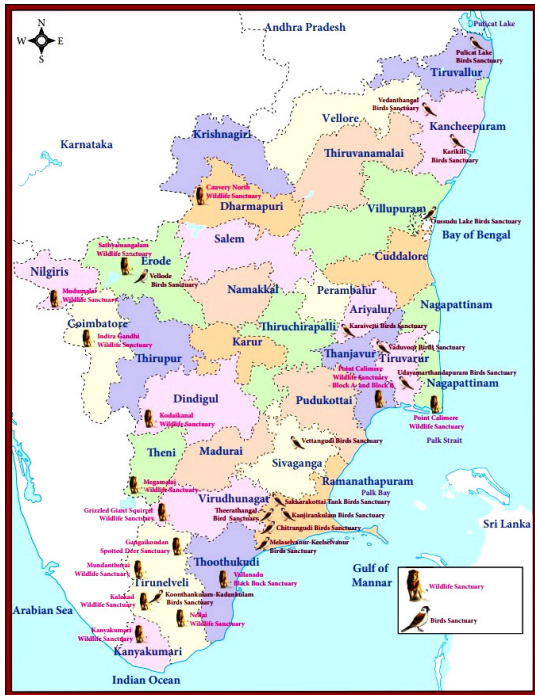 N
W E
S
Andhra Pradesh
Pulicat Lake
Pulicat Lake
Birds Sanctuary
Tiruvallur
Vedanthangal
Birds Sanctuary
Vellore
Kancheepuram
Karikili
Birds Sanctuary
Krishnagiri
Karnataka
Thiruvanamalai
Cauvery North
Wildlife Sanctuary
Dharmapuri
Villupuram
Oussudu Lake Birds Sanctuary
Bay of Bengal
Salem
Sathyamangalam
Wildlife Sanctuary
Erode
Cuddalore
Nilgiris
Vellode
Birds Sanctuary
Mudumalai
Wildlife Sanctuary
Namakkal
Perambalur
Ariyalur
Nagapattinam
Coimbatore
Thiruchirapalli
Karaivetti Birds Sanctuary
Indira Gandhi
Wildlife Sanctuary
Karur
Vaduvoor Birds Sanctuary
Thirupur
Thanjavur
Tiruvarur
Point Calimere
Wildlife Sanctuary
Block A and Block B
Udayamarthandapuram Birds Sanctuary
Nagapattinam
Dindigul
Pudukottai
Kodaikanal
Wildlife Sanctuary
Point Calimere
Wildlife Sanctuary
Palk Strait
Vettangudi Birds Sanctuary
Theni
Madurai
Sivaganga
Megamalai
Wildlife Sanctuary
Ramanathapuram
Palk Bay
Virudhunagar
Sakkarakottai Tank Birds Sanctuary
Grizzled Giant Squirrel
Wildlife Sanctuary
Theerathangal
Bird Sanctuary
Kanjirankulam Birds Sanctuary
Chitrangudi Birds Sanctuary
Sri Lanka
Gangaikondan
Spotted Deer Sanctuary
Melaselvanur-Keelselvanur
Birds Sanctuary
Mundanthurai
Wildlife Sanctuary
Thoothukudi
Gulf of
Mannar
Tirunelveli
Vallanadu
Black Buck Sanctuary
Wildlife Sanctuary
Kalakad
Wildlife Sanctuary
Koonthankulam-Kadankulam
Birds Sanctuary
Arabian Sea
Nellai
Wildlife Sanctuary
Birds Sanctuary
Kanyakumari
Wildlife Sanctuary
Kanyakumari
Indian Ocean